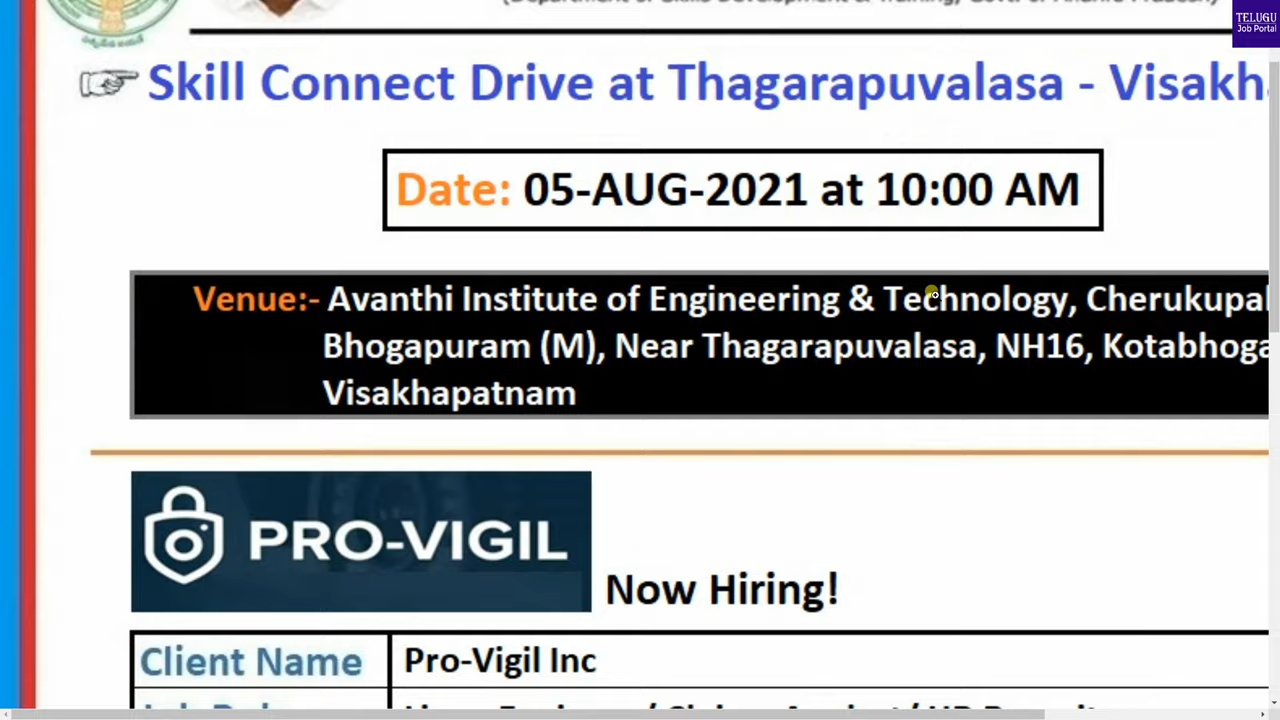 TELUGU
Job Portal
Skill Connect Drive at Thagarapuvalasa - Visakh
Date: 05-AUG-2021 at 10:00 AM
Venue:- Avanthi Institute of Engineering & Technology, Cherukupal
Bhogapuram (M), Near Thagarapuvalasa, NH16, Kotabhoga
Visakhapatnam
PRO-VIGIL
Now Hiring!
Client Name
Pro-Vigil Inc